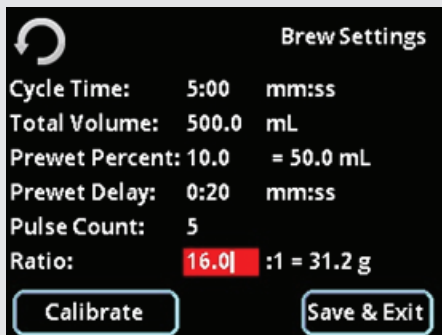 Brew Settings
Cycle Time: 5:00 mm:ss
Total Volume: 500.0 mL
Prewet Percent: 10.0 = 50.0 mL
Prewet Delay: 0:20 mm:ss
Pulse Count: 5
Ratio: 16.0 :1 = 31.2 g
Calibrate Save & Exit